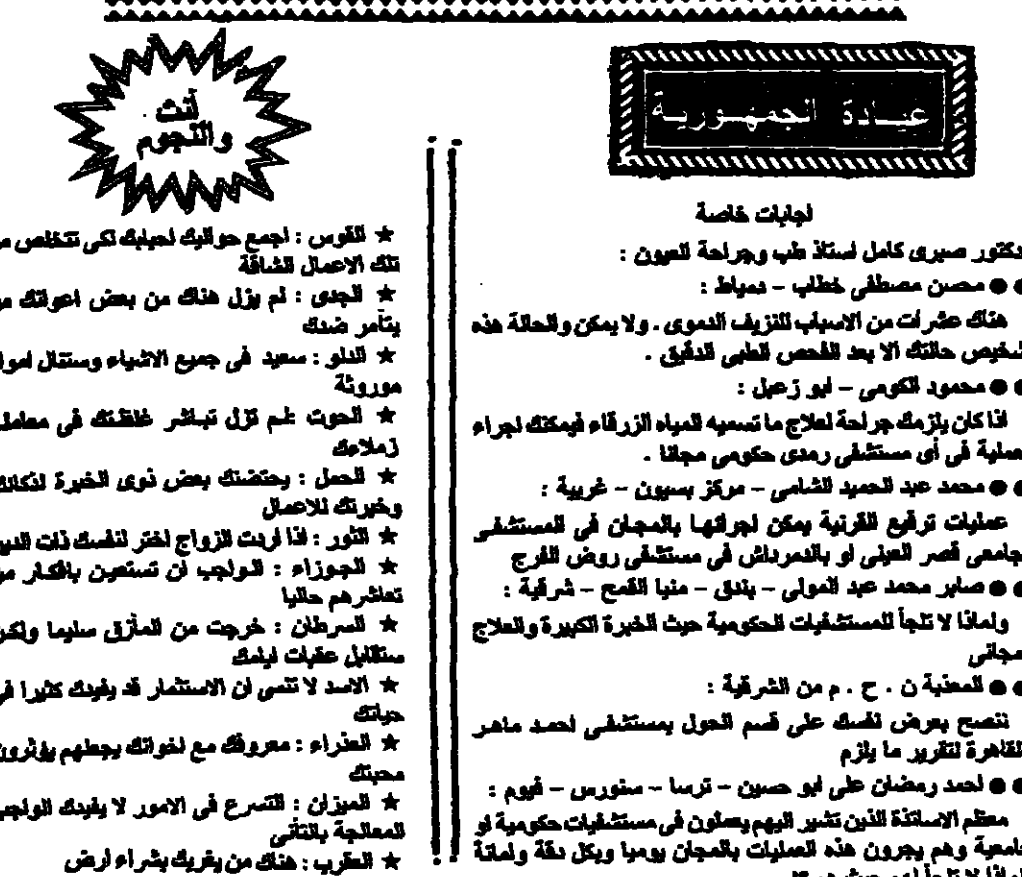 عيادة الجمهورية
اجابات خاصة
دكتور صبرى كامل استاذ طب وجراحة العيون :
●● محسن مصطفى خطاب – دمياط :
هناك عشرات من الاسباب للنزيف الدموى . ولا يمكن والحالة هذه
تشخيص حالتك الا بعد الفحص الطبى الدقيق .
●● محمود الكومى – ابو زعبل :
اذا كان يلزمك جراحة لعلاج ما تسميه المياه الزرقاء فيمكنك اجراء
عملية فى أى مستشفى رمدى حكومى مجانا .
●● محمد عبد الحميد الشامى – مركز بسيون – غربية :
عمليات ترقيع القرنية يمكن اجرائها بالمجان فى المستشفى
جامعى قصر العينى او بالدمرداش فى مستشفى روض الفرج
●● صابر محمد عبد المولى – بندق – منيا القمح – شرقية :
ولماذا لا تلجأ للمستشفيات الحكومية حيث الخبرة الكبيرة والعلاج
مجانى
●● المعذبة ن . ح . م من الشرقية :
ننصح بعرض نفسك على قسم الحول بمستشفى احمد ماهر
القاهرة لتقرير ما يلزم
●● احمد رمضان على ابو حسين – ترسا – سنورس – فيوم :
معظم الاساتذة الذين تشير اليهم يعملون فى مستشفيات حكومية او
جامعية وهم يجرون هذه العمليات بالمجان يوميا وبكل دقة وامانة
أنت
والنجوم
★ القوس : اجمع حواليك احبابك لكى تتخلص من
تلك الاعمال الشاقة
★ الجدى : لم يزل هناك من بعض اعوانك من
يتآمر ضدك
★ الدلو : سعيد فى جميع الاشياء وستنال اموا
موروثة
★ الحوت : لم تزل تباشر غلظتك فى معاملة
زملاءك
★ الحمل : يحتضنك بعض ذوى الخبرة لذكائك
وخبرتك للاعمال
★ الثور : اذا اردت الزواج اختر لنفسك ذات الدين
★ الجوزاء : الواجب ان تستعين بافكار من
تعاشرهم حاليا
★ السرطان : خرجت من المأزق سليما ولكن
ستقابل عقبات ايامك
★ الاسد لا تنسى ان الاستثمار قد يفيدك كثيرا فى
حياتك
★ العذراء : معروفك مع اخوانك يجعلهم يؤثرون
محبتك
★ الميزان : التسرع فى الامور لا يفيدك الواجب
المعالجة بالتأنى
★ العقرب : هناك من يغريك بشراء ارض